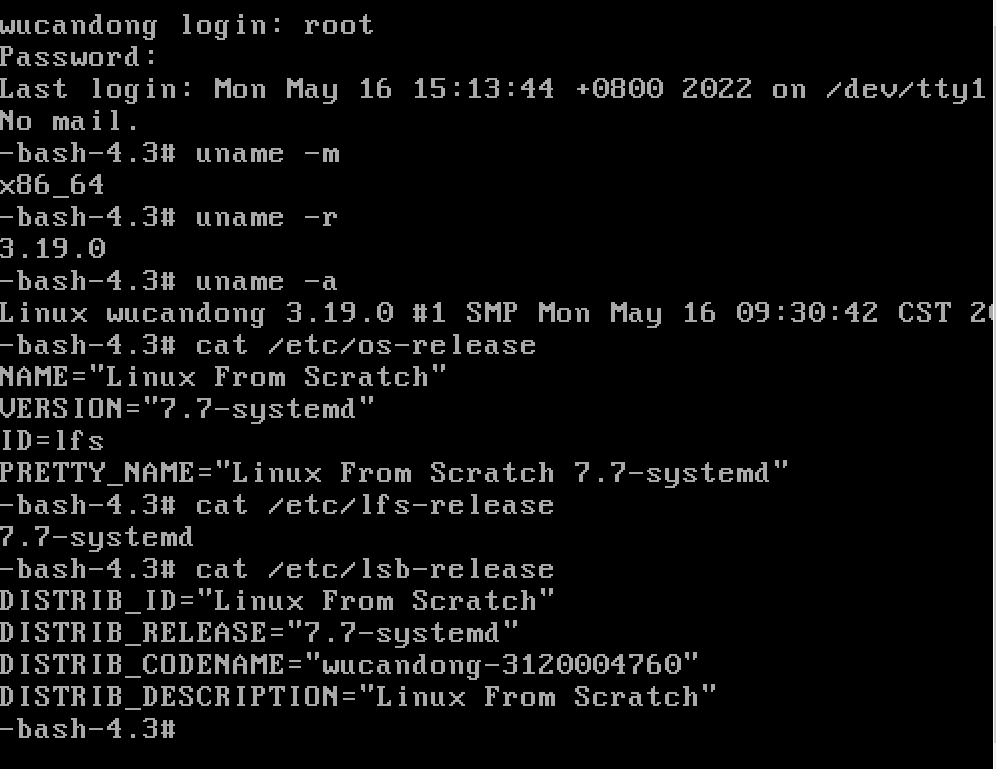 wucandong login: root
Password:
Last login: Mon May 16 15:13:44 +0800 2022 on /dev/tty1
No mail.
-bash-4.3# uname -m
x86_64
-bash-4.3# uname -r
3.19.0
-bash-4.3# uname -a
Linux wucandong 3.19.0 #1 SMP Mon May 16 09:30:42 CST
-bash-4.3# cat /etc/os-release
NAME="Linux From Scratch"
VERSION="7.7-systemd"
ID=lfs
PRETTY_NAME="Linux From Scratch 7.7-systemd"
-bash-4.3# cat /etc/lfs-release
7.7-systemd
-bash-4.3# cat /etc/lsb-release
DISTRIB_ID="Linux From Scratch"
DISTRIB_RELEASE="7.7-systemd"
DISTRIB_CODENAME="wucandong-3120004760"
DISTRIB_DESCRIPTION="Linux From Scratch"
-bash-4.3#